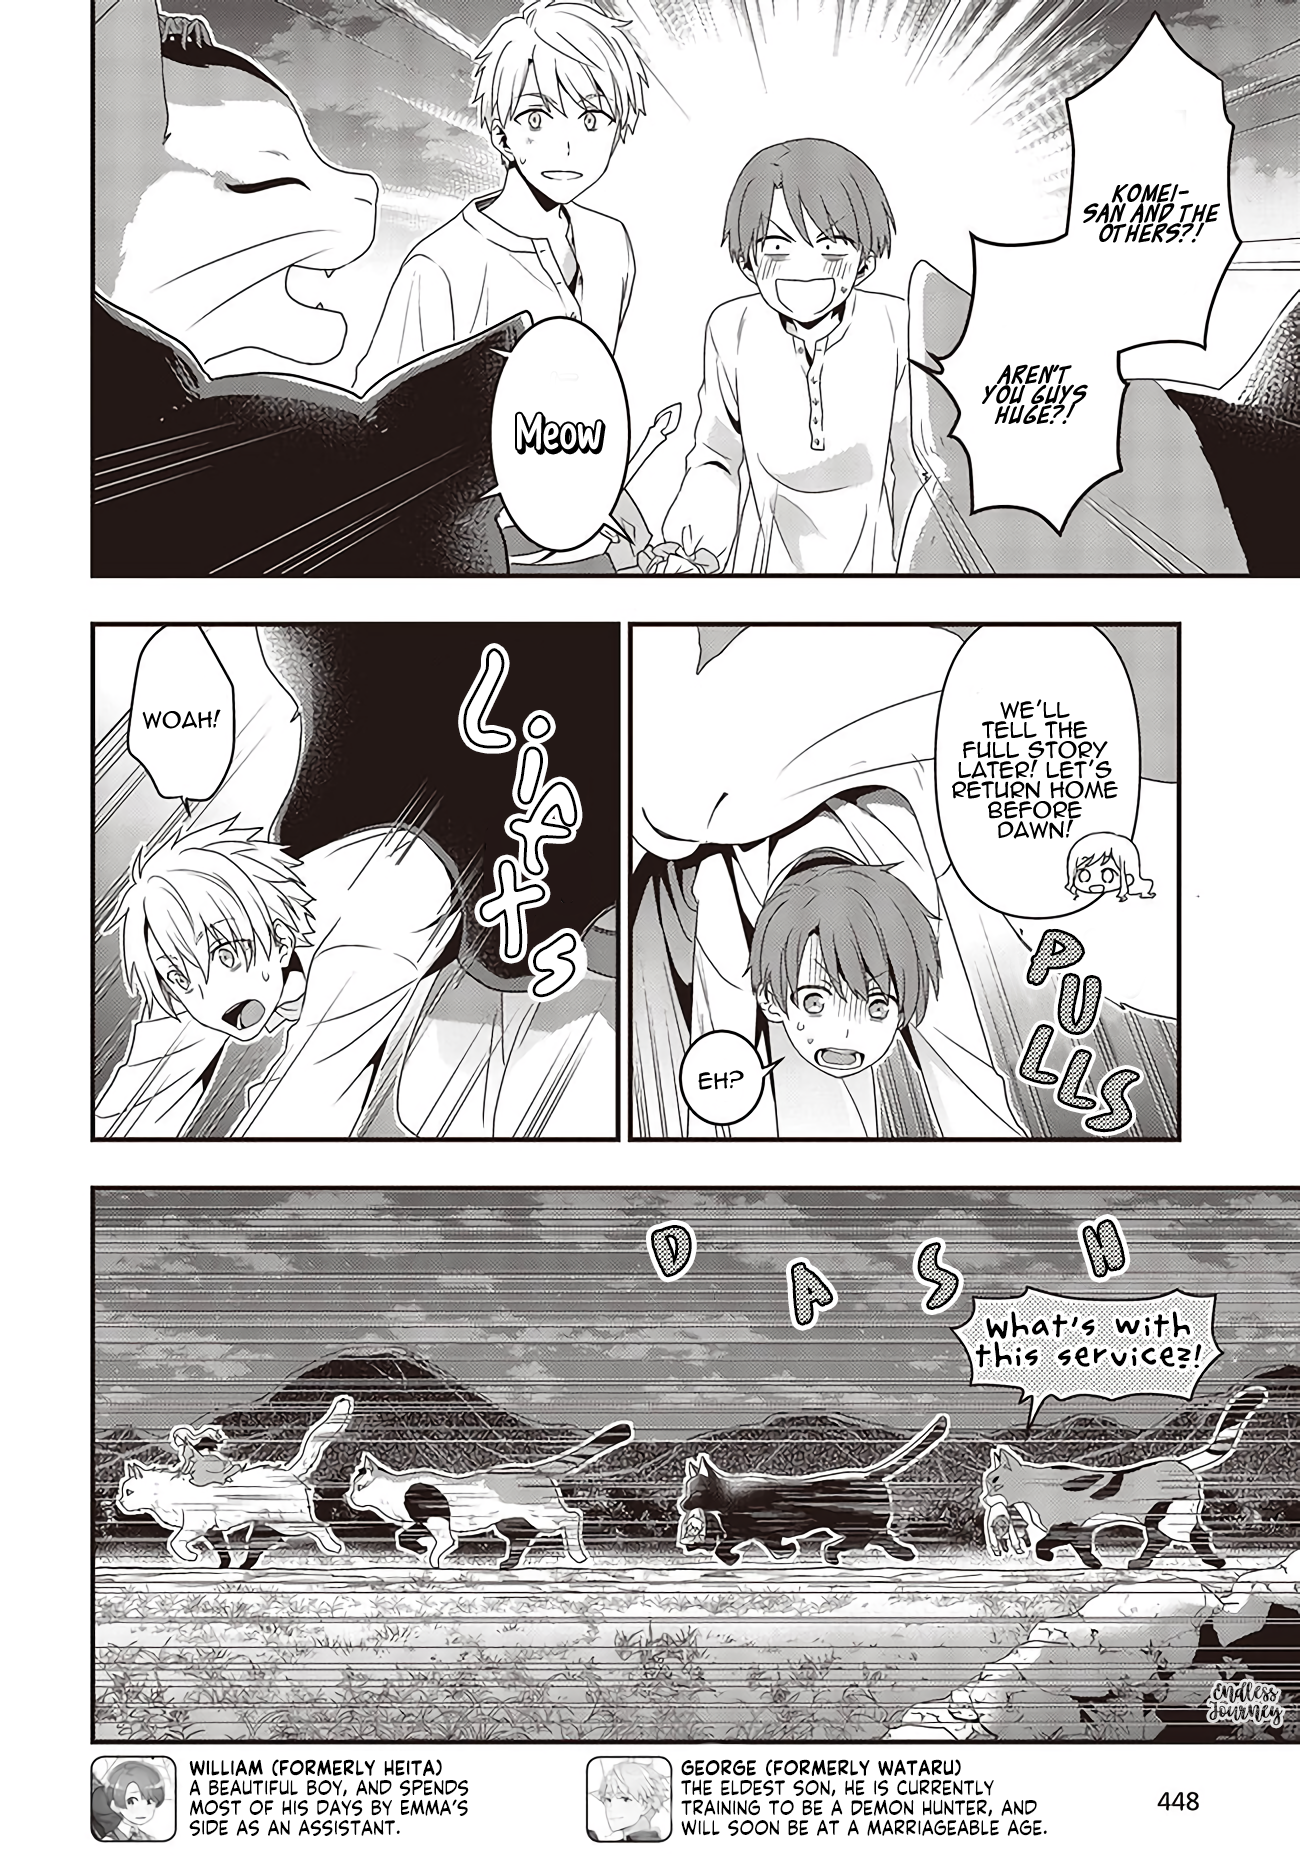 KOMEI-
SAN AND THE
OTHERS?!
AREN'T
YOU GUYS
HUGE?!
Meow
WE'LL
TELL THE
FULL STORY
LATER! LET'S
RETURN HOME
BEFORE
DAWN!
PULLS
EH?
LIFTS
WOAH!
DASH
What's with
this service?!
Endless
Journey
WILLIAM (FORMERLY HEITA)
A BEAUTIFUL BOY, AND SPENDS
MOST OF HIS DAYS BY EMMA'S
SIDE AS AN ASSISTANT.
GEORGE (FORMERLY WATARU)
THE ELDEST SON, HE IS CURRENTLY
TRAINING TO BE A DEMON HUNTER, AND
WILL SOON BE AT A MARRIAGEABLE AGE.
448